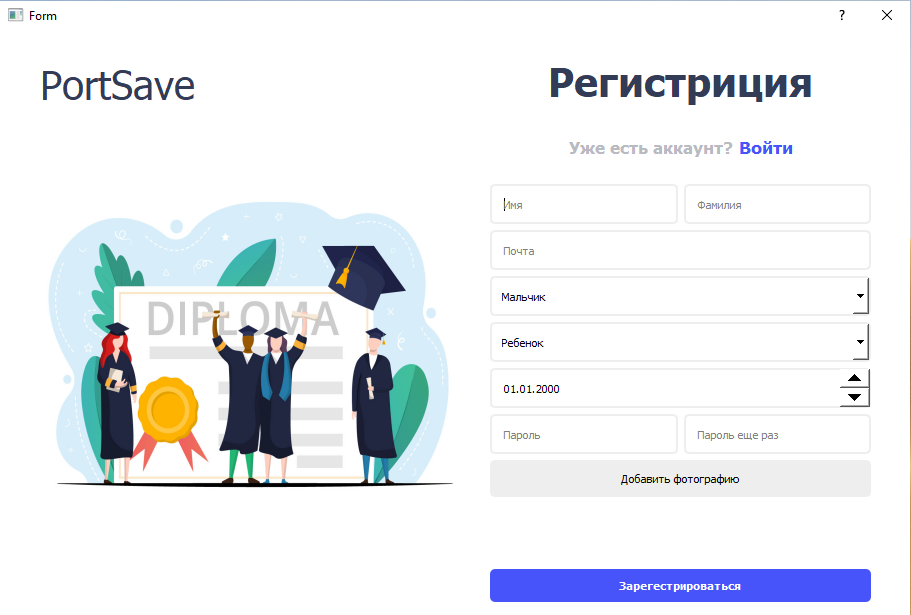 Form
PortSave
DIPLOMA
Регистриция
Уже есть аккаунт? Войти
Имя Фамилия
Почта
Мальчик
Ребенок
01.01.2000
Пароль Пароль еще раз
Добавить фотографию
Зарегестрироваться